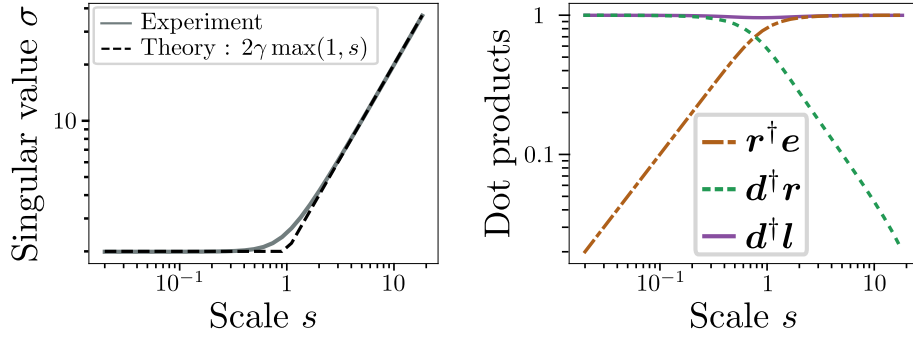 Singular value σ
10
Experiment
Theory : 2γ max(1, s)
10⁻¹
1
10
Scale s
Dot products
1
0.1
r†e
d†r
d†l
10⁻¹
1
10
Scale s